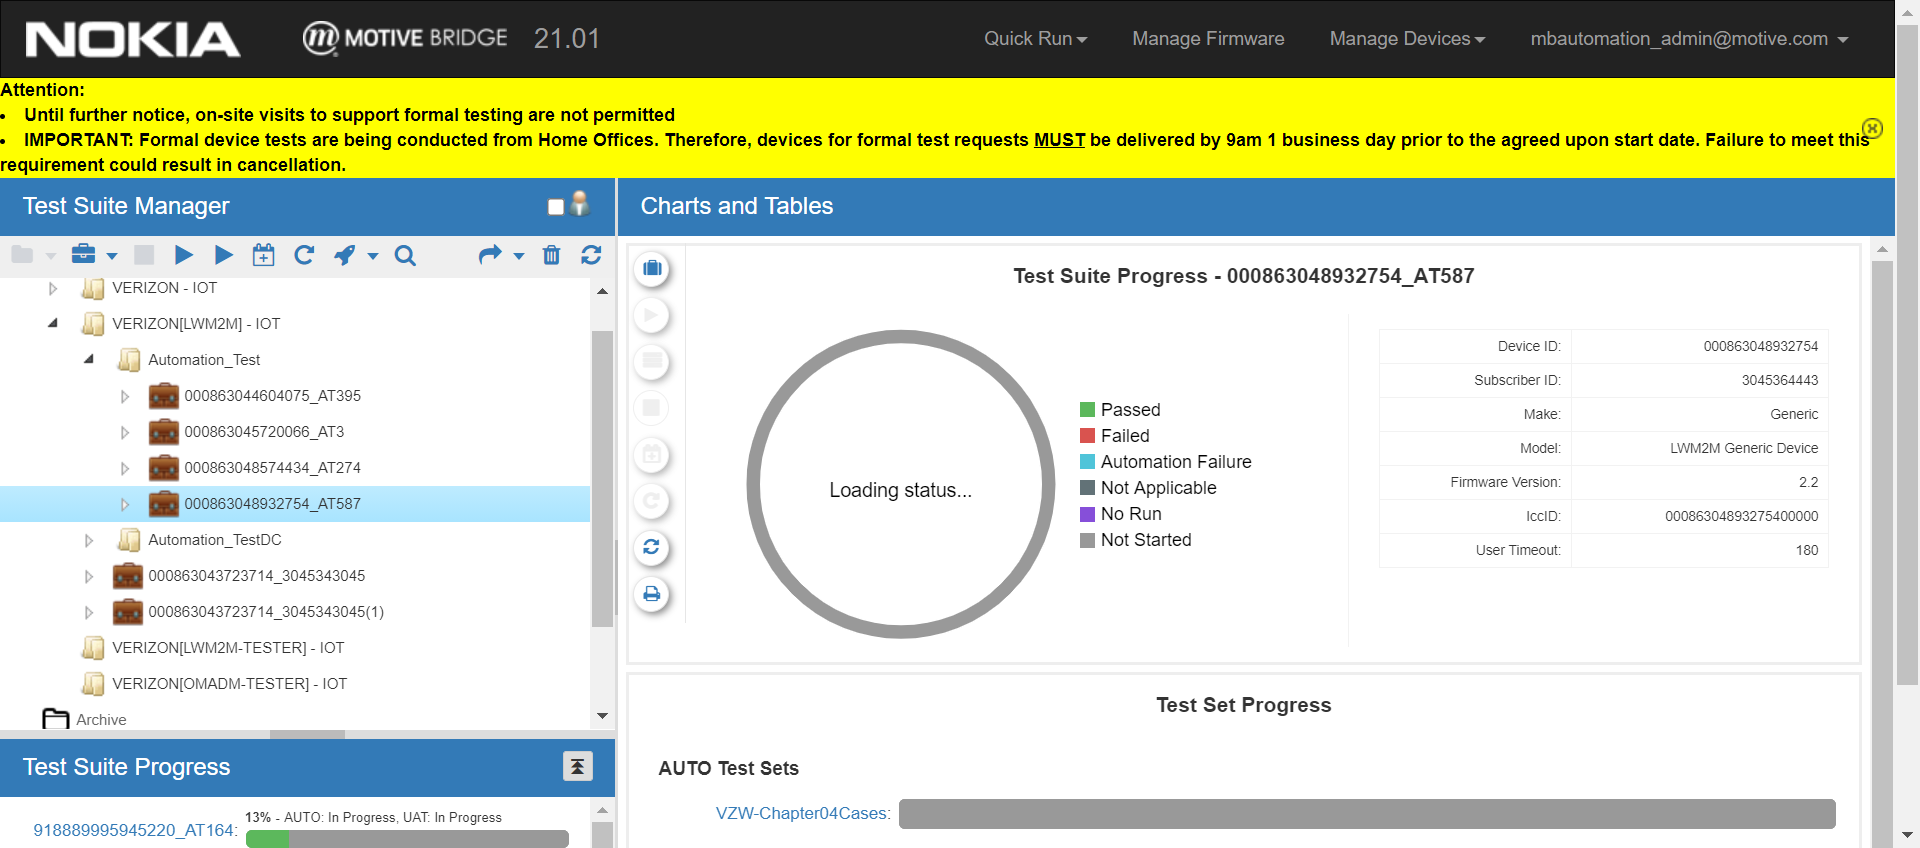 NOKIA
MOTIVE BRIDGE 21.01
Quick Run
Manage Firmware
Manage Devices
mbautomation_admin@motive.com
Attention:
• Until further notice, on-site visits to support formal testing are not permitted
• IMPORTANT: Formal device tests are being conducted from Home Offices. Therefore, devices for formal test requests MUST be delivered by 9am 1 business day prior to the agreed upon start date. Failure to meet this
requirement could result in cancellation.
Test Suite Manager
VERIZON - IOT
VERIZON[LWM2M] - IOT
Automation_Test
000863044604075_AT395
000863045720066_AT3
000863048574434_AT274
000863048932754_AT587
Automation_TestDC
000863043723714_3045343045
000863043723714_3045343045(1)
VERIZON[LWM2M-TESTER] - IOT
VERIZON[OMADM-TESTER] - IOT
Archive
Test Suite Progress
918889995945220_AT164:
13% - AUTO: In Progress, UAT: In Progress
Charts and Tables
Test Suite Progress - 000863048932754_AT587
Loading status...
Passed
Failed
Automation Failure
Not Applicable
No Run
Not Started
Device ID: 000863048932754
Subscriber ID: 3045364443
Make: Generic
Model: LWM2M Generic Device
Firmware Version: 2.2
IccID: 00086304893275400000
User Timeout: 180
Test Set Progress
AUTO Test Sets
VZW-Chapter04Cases: